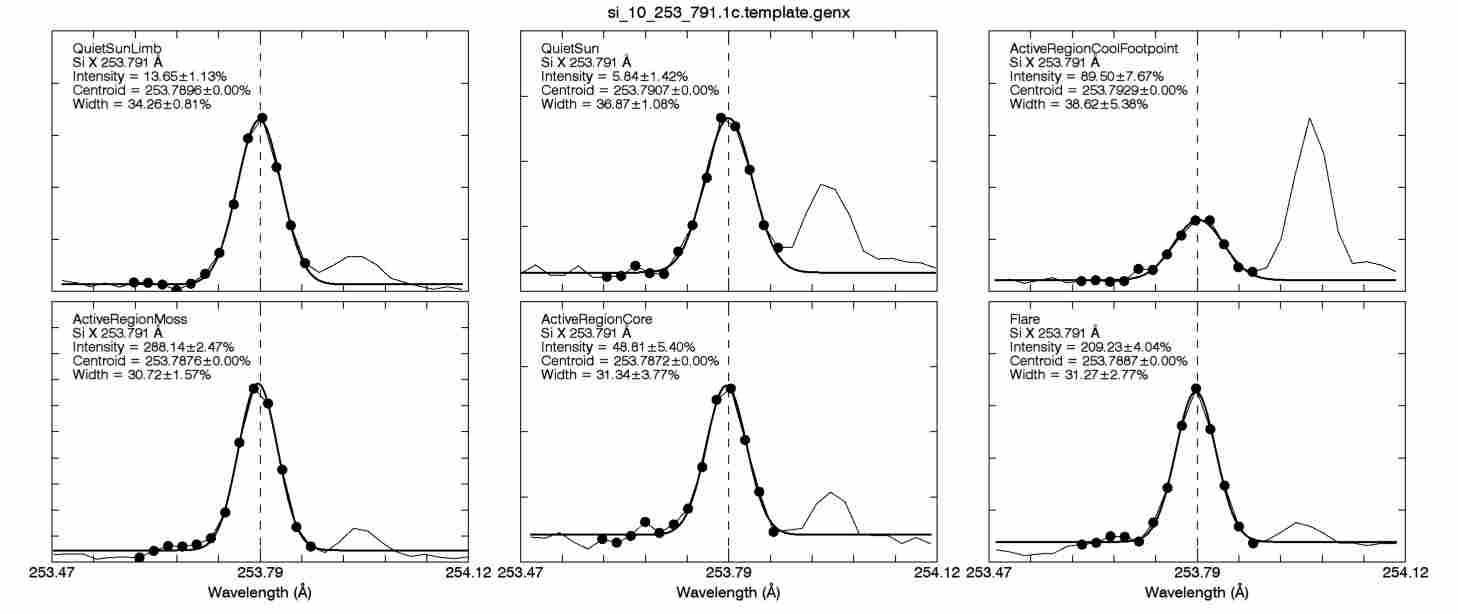 si_10_253_791.1c.template.genx
QuietSunLimb
Si X 253.791 Å
Intensity = 13.65±1.13%
Centroid = 253.7896±0.00%
Width = 34.26±0.81%
QuietSun
Si X 253.791 Å
Intensity = 5.84±1.42%
Centroid = 253.7907±0.00%
Width = 36.87±1.08%
ActiveRegionCoolFootpoint
Si X 253.791 Å
Intensity = 89.50±7.67%
Centroid = 253.7929±0.00%
Width = 38.62±5.38%
ActiveRegionMoss
Si X 253.791 Å
Intensity = 288.14±2.47%
Centroid = 253.7876±0.00%
Width = 30.72±1.57%
ActiveRegionCore
Si X 253.791 Å
Intensity = 48.81±5.40%
Centroid = 253.7872±0.00%
Width = 31.34±3.77%
Flare
Si X 253.791 Å
Intensity = 209.23±4.04%
Centroid = 253.7887±0.00%
Width = 31.27±2.77%
253.47 253.79 254.12 253.47 253.79 254.12 253.47 253.79 254.12
Wavelength (Å) Wavelength (Å) Wavelength (Å)